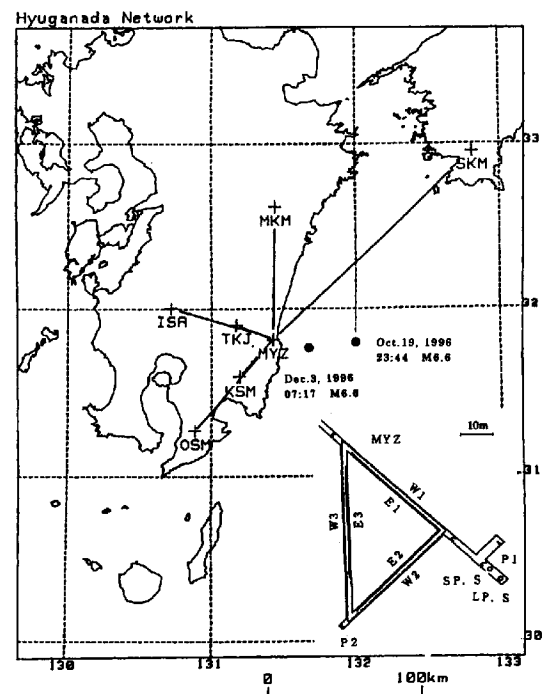 Hyuganada Network
33
SKM
MKM
32
ISA
TKJ
MYZ
Oct.19, 1996
23:44 M6.6
Dec.3, 1996
07:17 M6.6
KSM
OSM
MYZ
10m
31
W1
E1
W3
E3
E2
W2
P1
SP. S
LP. S
P2
30
130
131
132
133
0
100km